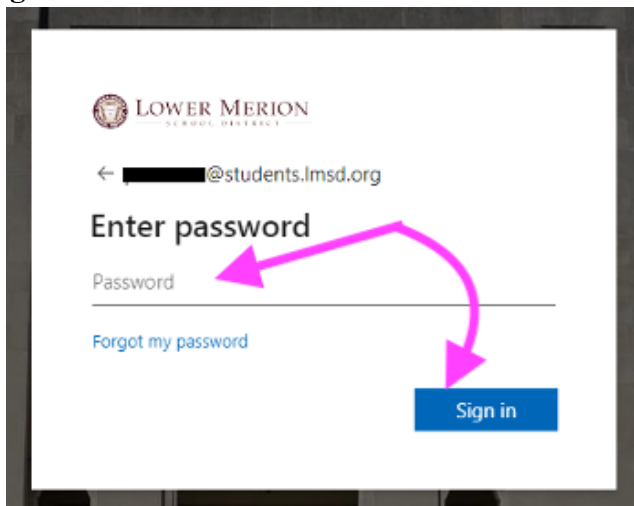 LOWER MERION
SCHOOL DISTRICT
← @students.lmsd.org
Enter password
Password
Forgot my password
Sign in